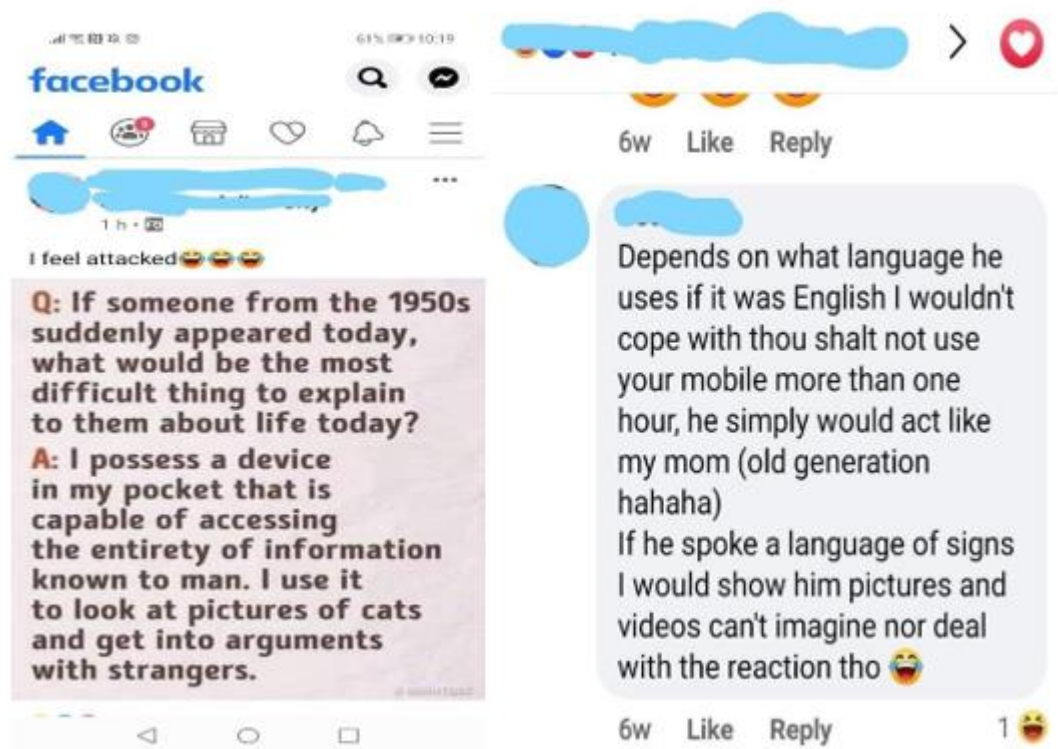 61% 10:19
facebook
1 h
I feel attacked😂😂😂
Q: If someone from the 1950s
suddenly appeared today,
what would be the most
difficult thing to explain
to them about life today?
A: I possess a device
in my pocket that is
capable of accessing
the entirety of information
known to man. I use it
to look at pictures of cats
and get into arguments
with strangers.
6w Like Reply
Depends on what language he
uses if it was English I wouldn't
cope with thou shalt not use
your mobile more than one
hour, he simply would act like
my mom (old generation
hahaha)
If he spoke a language of signs
I would show him pictures and
videos can't imagine nor deal
with the reaction tho 😂
6w Like Reply 1